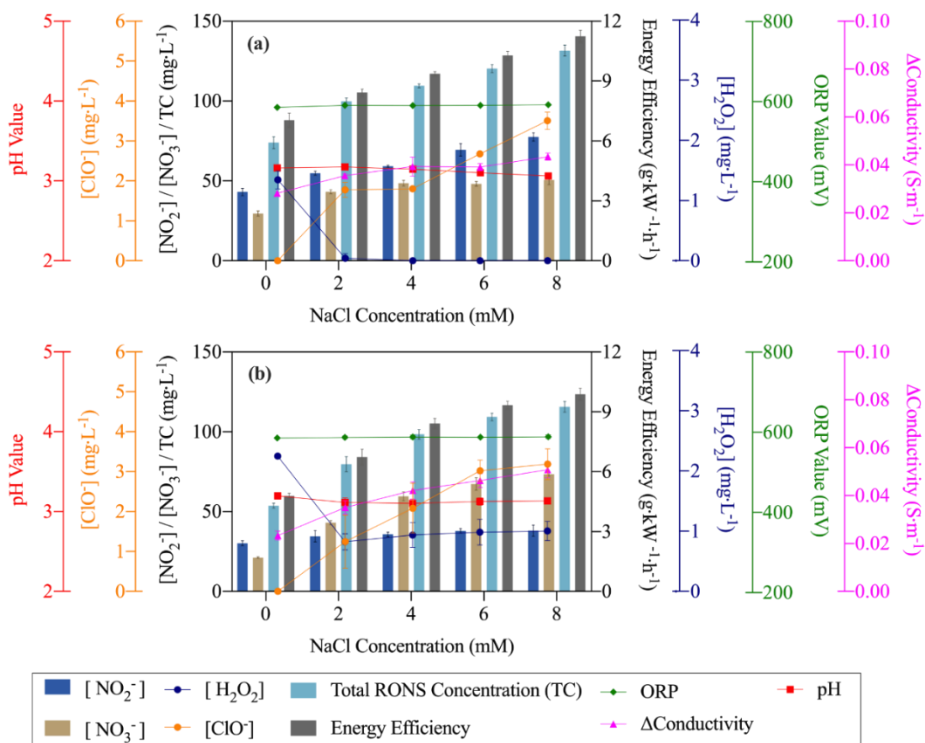 (a)
pH Value
5
4
3
2
[ClO⁻] (mg·L⁻¹)
6
5
4
3
2
1
0
[NO₂⁻] / [NO₃⁻] / TC (mg·L⁻¹)
150
100
50
0
0 2 4 6 8
NaCl Concentration (mM)
12
9
6
3
0
Energy Efficiency
(g·kW⁻¹·h⁻¹)
4
3
2
1
0
[H₂O₂] (mg·L⁻¹)
800
600
400
200
ORP Value (mV)
0.10
0.08
0.06
0.04
0.02
0.00
ΔConductivity (S·m⁻¹)
(b)
pH Value
5
4
3
2
[ClO⁻] (mg·L⁻¹)
6
5
4
3
2
1
0
[NO₂⁻] / [NO₃⁻] / TC (mg·L⁻¹)
150
100
50
0
0 2 4 6 8
NaCl Concentration (mM)
12
9
6
3
0
Energy Efficiency
(g·kW⁻¹·h⁻¹)
4
3
2
1
0
[H₂O₂] (mg·L⁻¹)
800
600
400
200
ORP Value (mV)
0.10
0.08
0.06
0.04
0.02
0.00
ΔConductivity (S·m⁻¹)
[ NO₂⁻] [ H₂O₂] Total RONS Concentration (TC) ORP pH
[ NO₃⁻] [ClO⁻] Energy Efficiency ΔConductivity